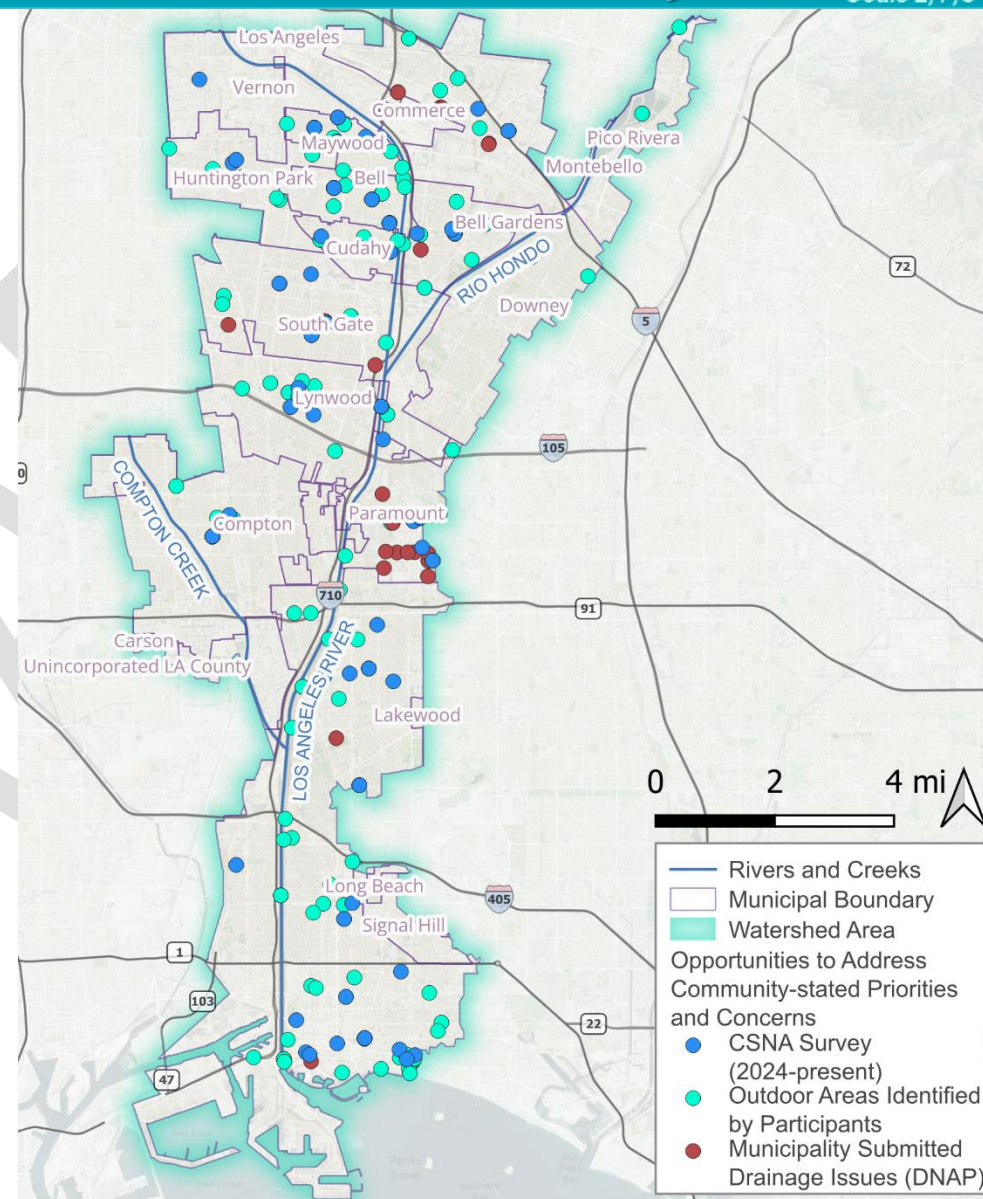 Los Angeles
Vernon
Commerce
Pico Rivera
Maywood
Montebello
Huntington Park
Bell
Bell Gardens
Cudahy
RIO HONDO
72
Downey
5
South Gate
Lynwood
105
COMPTON CREEK
Paramount
Compton
710
91
Carson
Unincorporated LA County
LOS ANGELES RIVER
Lakewood
0 2 4 mi
Long Beach
405
Signal Hill
1
103
22
47
Rivers and Creeks
Municipal Boundary
Watershed Area
Opportunities to Address
Community-stated Priorities
and Concerns
CSNA Survey
(2024-present)
Outdoor Areas Identified
by Participants
Municipality Submitted
Drainage Issues (DNAP)